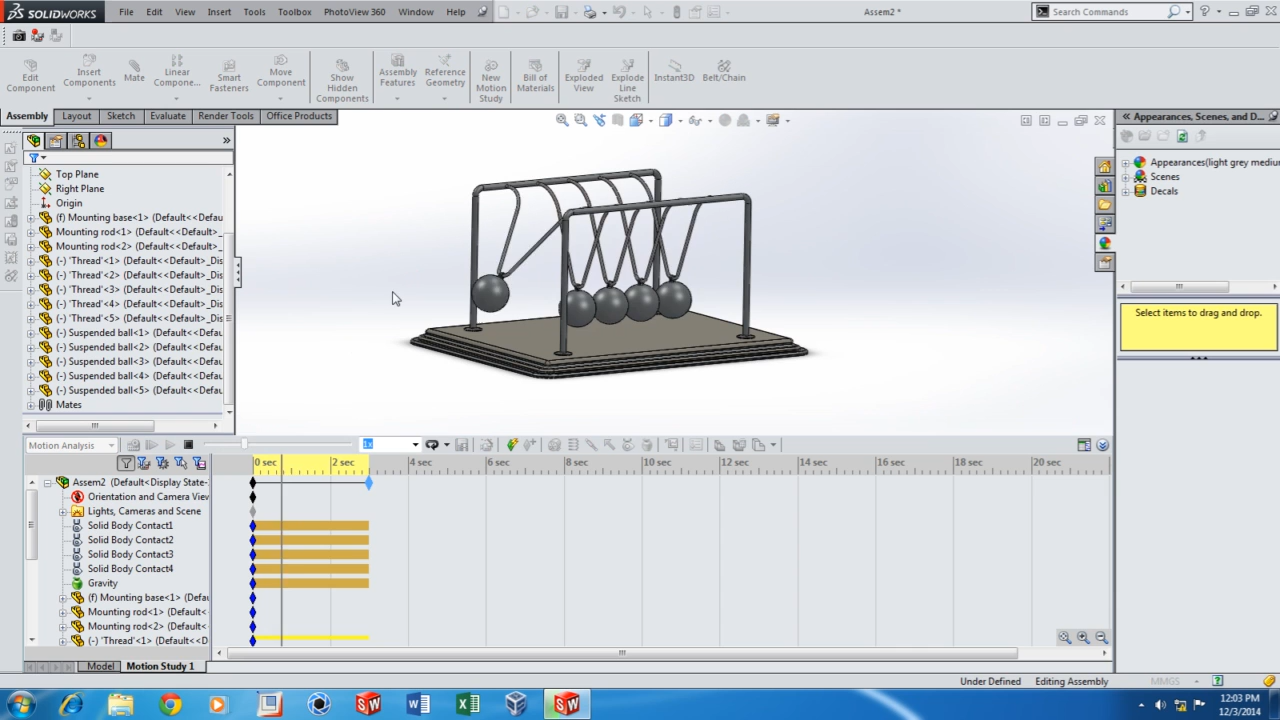 SOLIDWORKS
File Edit View Insert Tools Toolbox PhotoView 360 Window Help
Assem2 *
Search Commands
Edit Component
Insert Components
Mate
Linear Compone...
Smart Fasteners
Move Component
Show Hidden Components
Assembly Features
Reference Geometry
New Motion Study
Bill of Materials
Exploded View
Explode Line Sketch
Instant3D
Belt/Chain
Assembly Layout Sketch Evaluate Render Tools Office Products
Appearances, Scenes, and D...
Top Plane
Right Plane
Origin
(f) Mounting base<1> (Default<<Defau
Mounting rod<1> (Default<<Default>_
Mounting rod<2> (Default<<Default>_
(-) 'Thread'<1> (Default<<Default>_Dis
(-) 'Thread'<2> (Default<<Default>_Dis
(-) 'Thread'<3> (Default<<Default>_Dis
(-) 'Thread'<4> (Default<<Default>_Dis
(-) 'Thread'<5> (Default<<Default>_Dis
(-) Suspended ball<1> (Default<<Defau
(-) Suspended ball<2> (Default<<Defau
(-) Suspended ball<3> (Default<<Defau
(-) Suspended ball<4> (Default<<Defau
(-) Suspended ball<5> (Default<<Defau
Mates
Appearances(light grey mediu
Scenes
Decals
Select items to drag and drop.
Motion Analysis
1x
0 sec 2 sec 4 sec 6 sec 8 sec 10 sec 12 sec 14 sec 16 sec 18 sec 20 sec
Assem2 (Default<Display State-
Orientation and Camera View
Lights, Cameras and Scene
Solid Body Contact1
Solid Body Contact2
Solid Body Contact3
Solid Body Contact4
Gravity
(f) Mounting base<1> (Defau
Mounting rod<1> (Default<
Mounting rod<2> (Default<
(-) 'Thread'<1> (Default<<D
Model Motion Study 1
Under Defined Editing Assembly MMGS
12:03 PM
12/3/2014